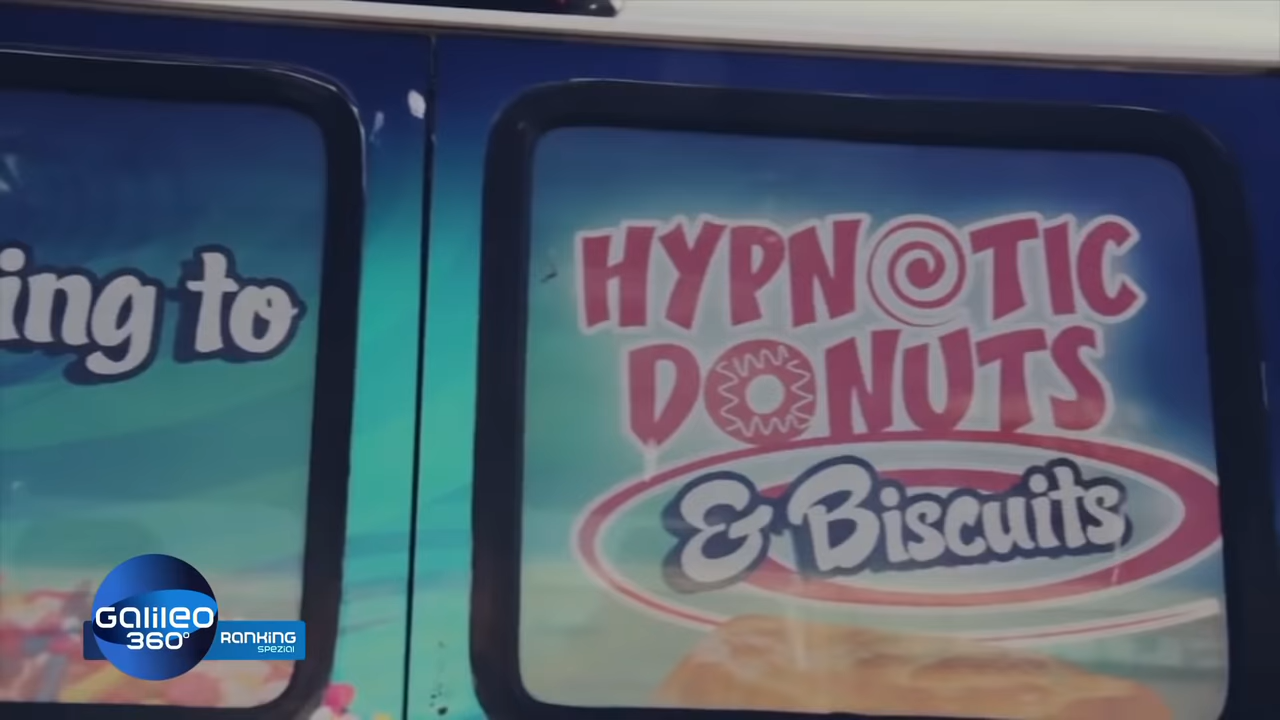 ing to
HYPNOTIC
DONUTS
& Biscuits
Galileo
360°
RANKING
SPEZIAL